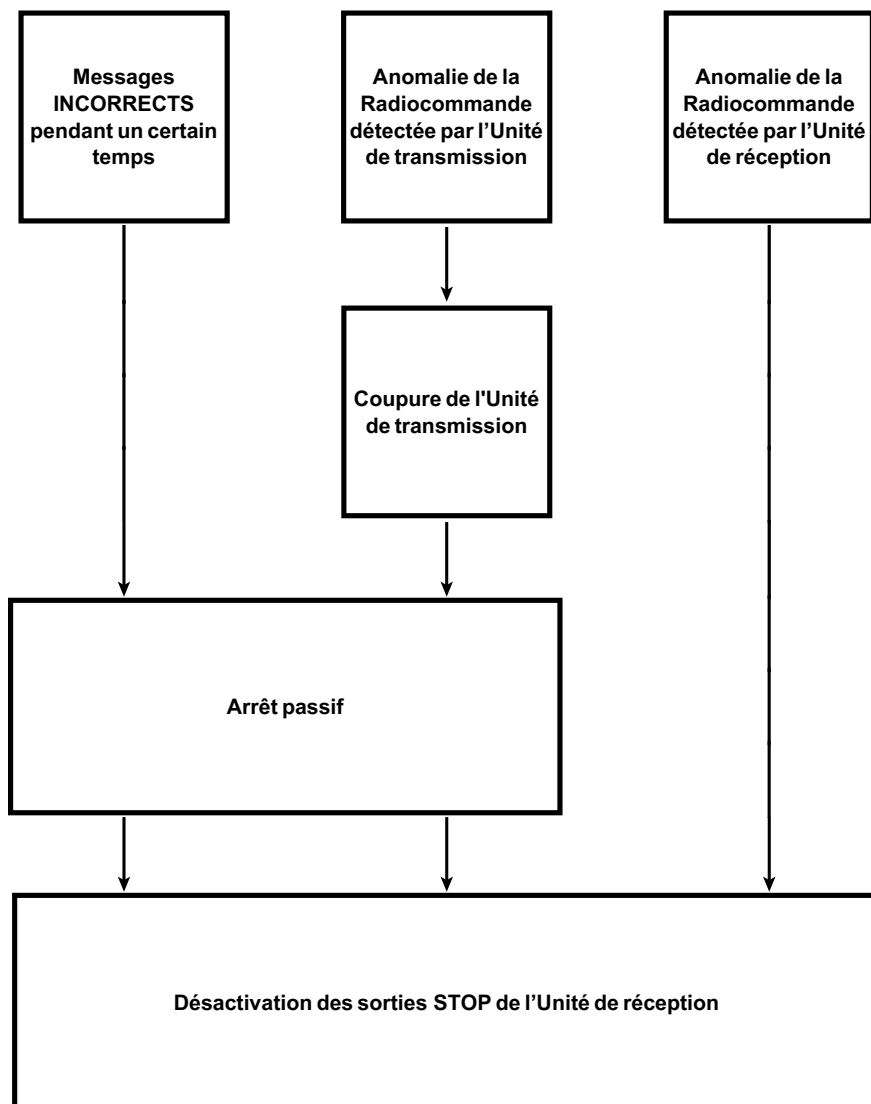 Messages
INCORRECTS
pendant un certain
temps
Anomalie de la
Radiocommande
détectée par l’Unité
de transmission
Anomalie de la
Radiocommande
détectée par l’Unité
de réception
Coupure de l'Unité
de transmission
Arrêt passif
Désactivation des sorties STOP de l’Unité de réception